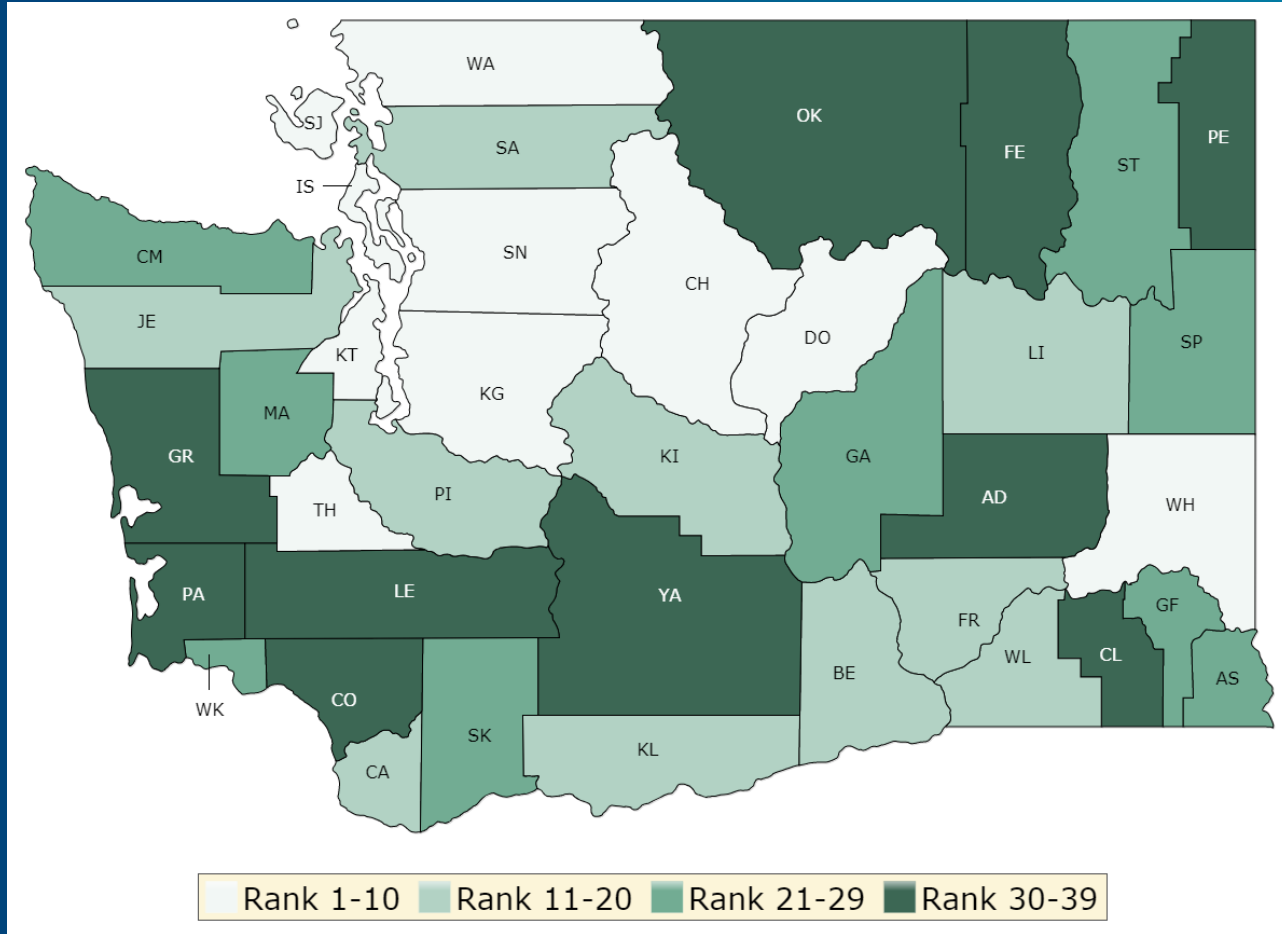 WA
OK
PE
SJ
SA
FE
ST
IS
SN
CM
CH
JE
DO
SP
KT
LI
KG
MA
GR
KI
GA
PI
AD
TH
WH
PA
LE
YA
GF
FR
WL
CL
BE
AS
WK
CO
SK
KL
CA
Rank 1-10 Rank 11-20 Rank 21-29 Rank 30-39